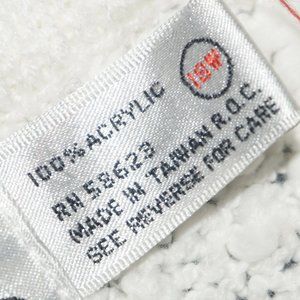 100% ACRYLIC
RN 58623
MADE IN TAIWAN R.O.C.
SEE REVERSE FOR CARE